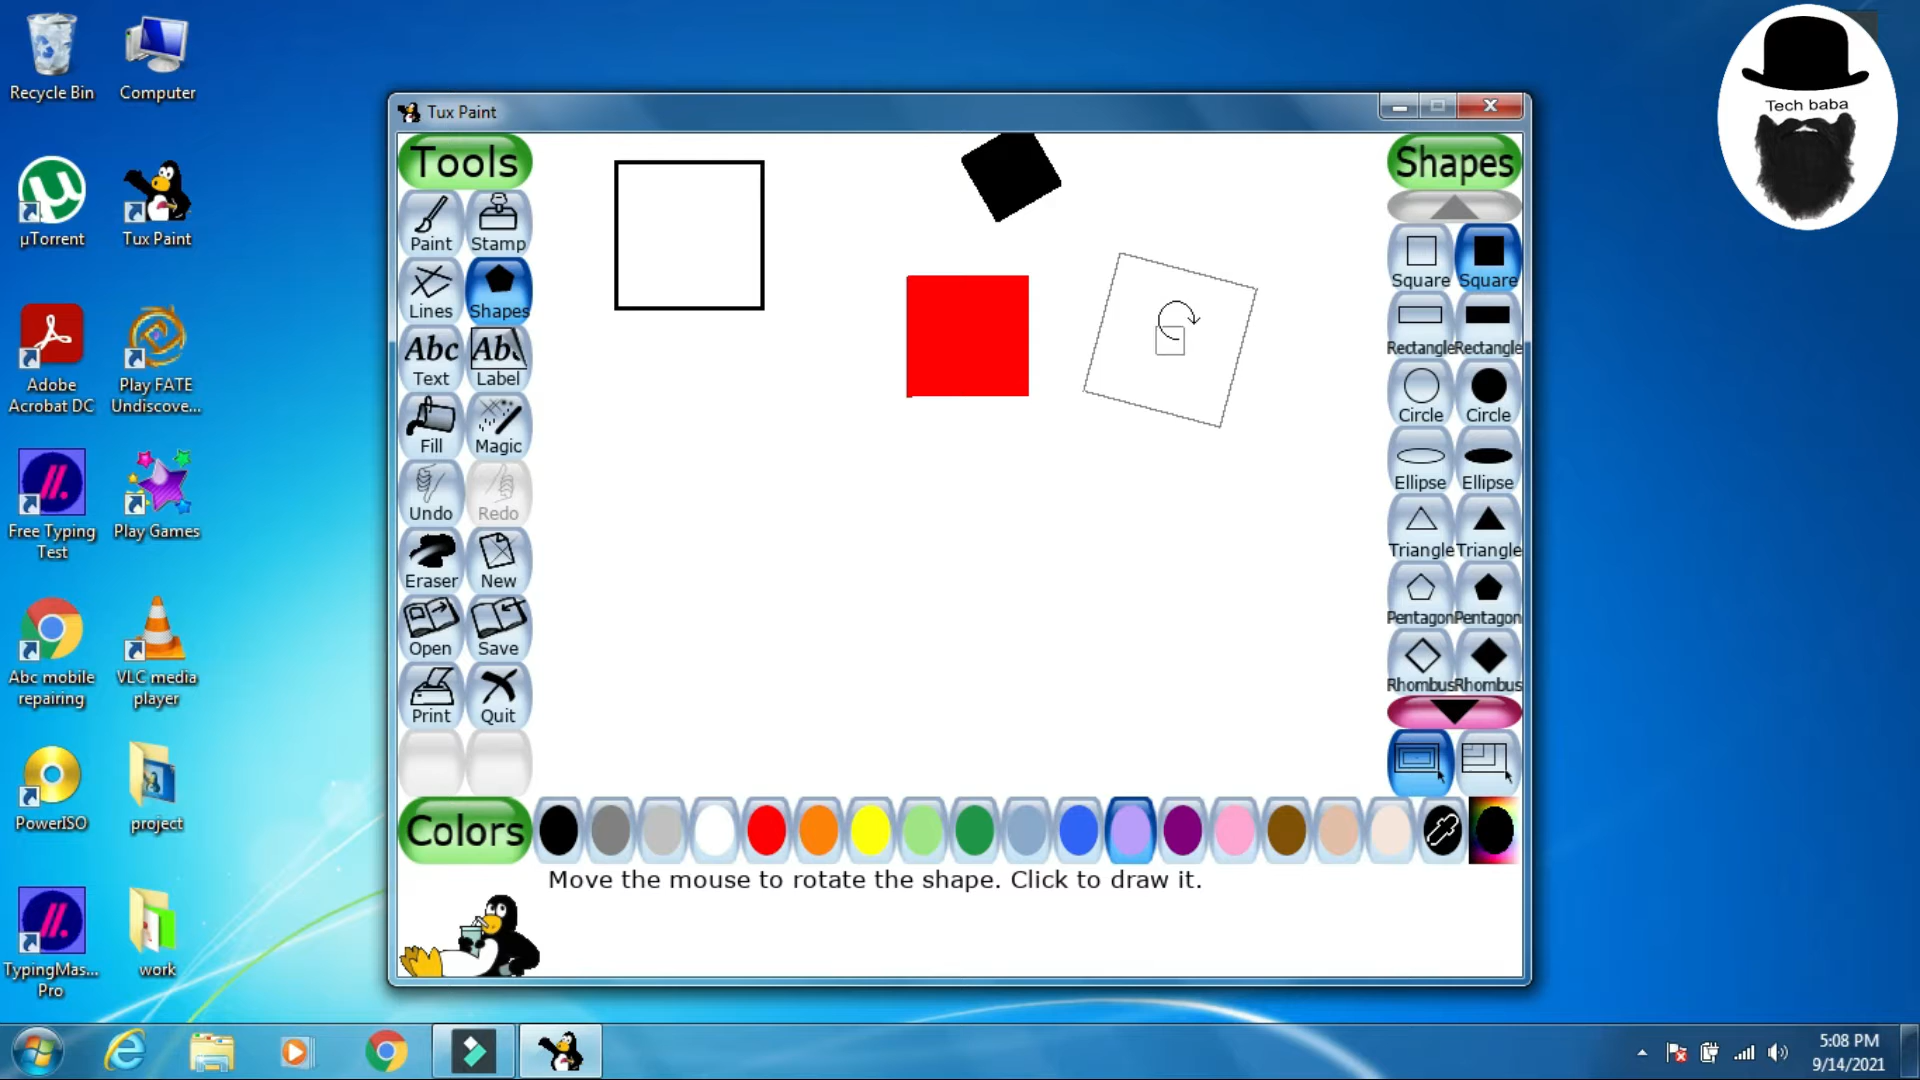 Recycle Bin
Computer
µTorrent
Tux Paint
Adobe
Acrobat DC
Play FATE
Undiscove...
Free Typing
Test
Play Games
Abc mobile
repairing
VLC media
player
PowerISO
project
TypingMas...
Pro
work
Tux Paint
Tools
Paint
Stamp
Lines
Shapes
Abc
Text
Abc
Label
Fill
Magic
Undo
Redo
Eraser
New
Open
Save
Print
Quit
Shapes
Square
Square
Rectangle
Rectangle
Circle
Circle
Ellipse
Ellipse
Triangle
Triangle
Pentagon
Pentagon
Rhombus
Rhombus
Colors
Move the mouse to rotate the shape. Click to draw it.
Tech baba
5:08 PM
9/14/2021